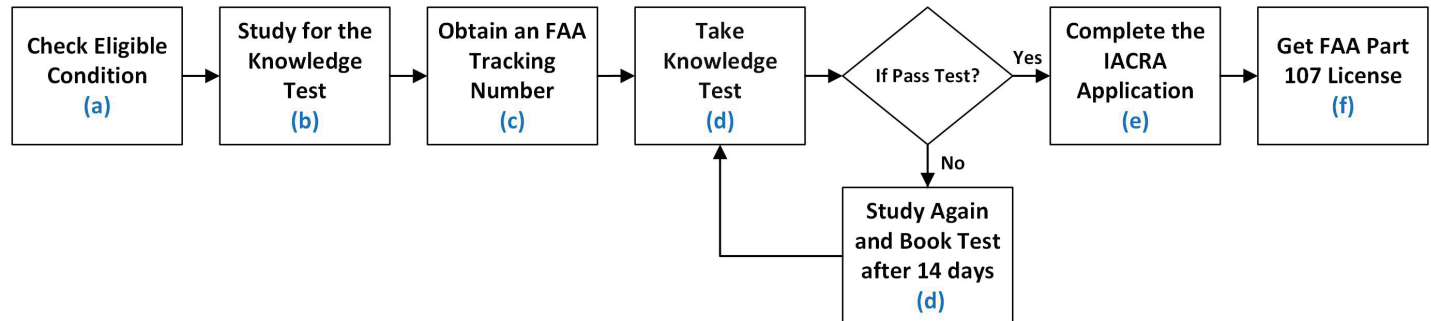 Check Eligible
Condition
(a)
Study for the
Knowledge
Test
(b)
Obtain an FAA
Tracking
Number
(c)
Take
Knowledge
Test
(d)
If Pass Test?
Yes
Complete the
IACRA
Application
(e)
Get FAA Part
107 License
(f)
No
Study Again
and Book Test
after 14 days
(d)